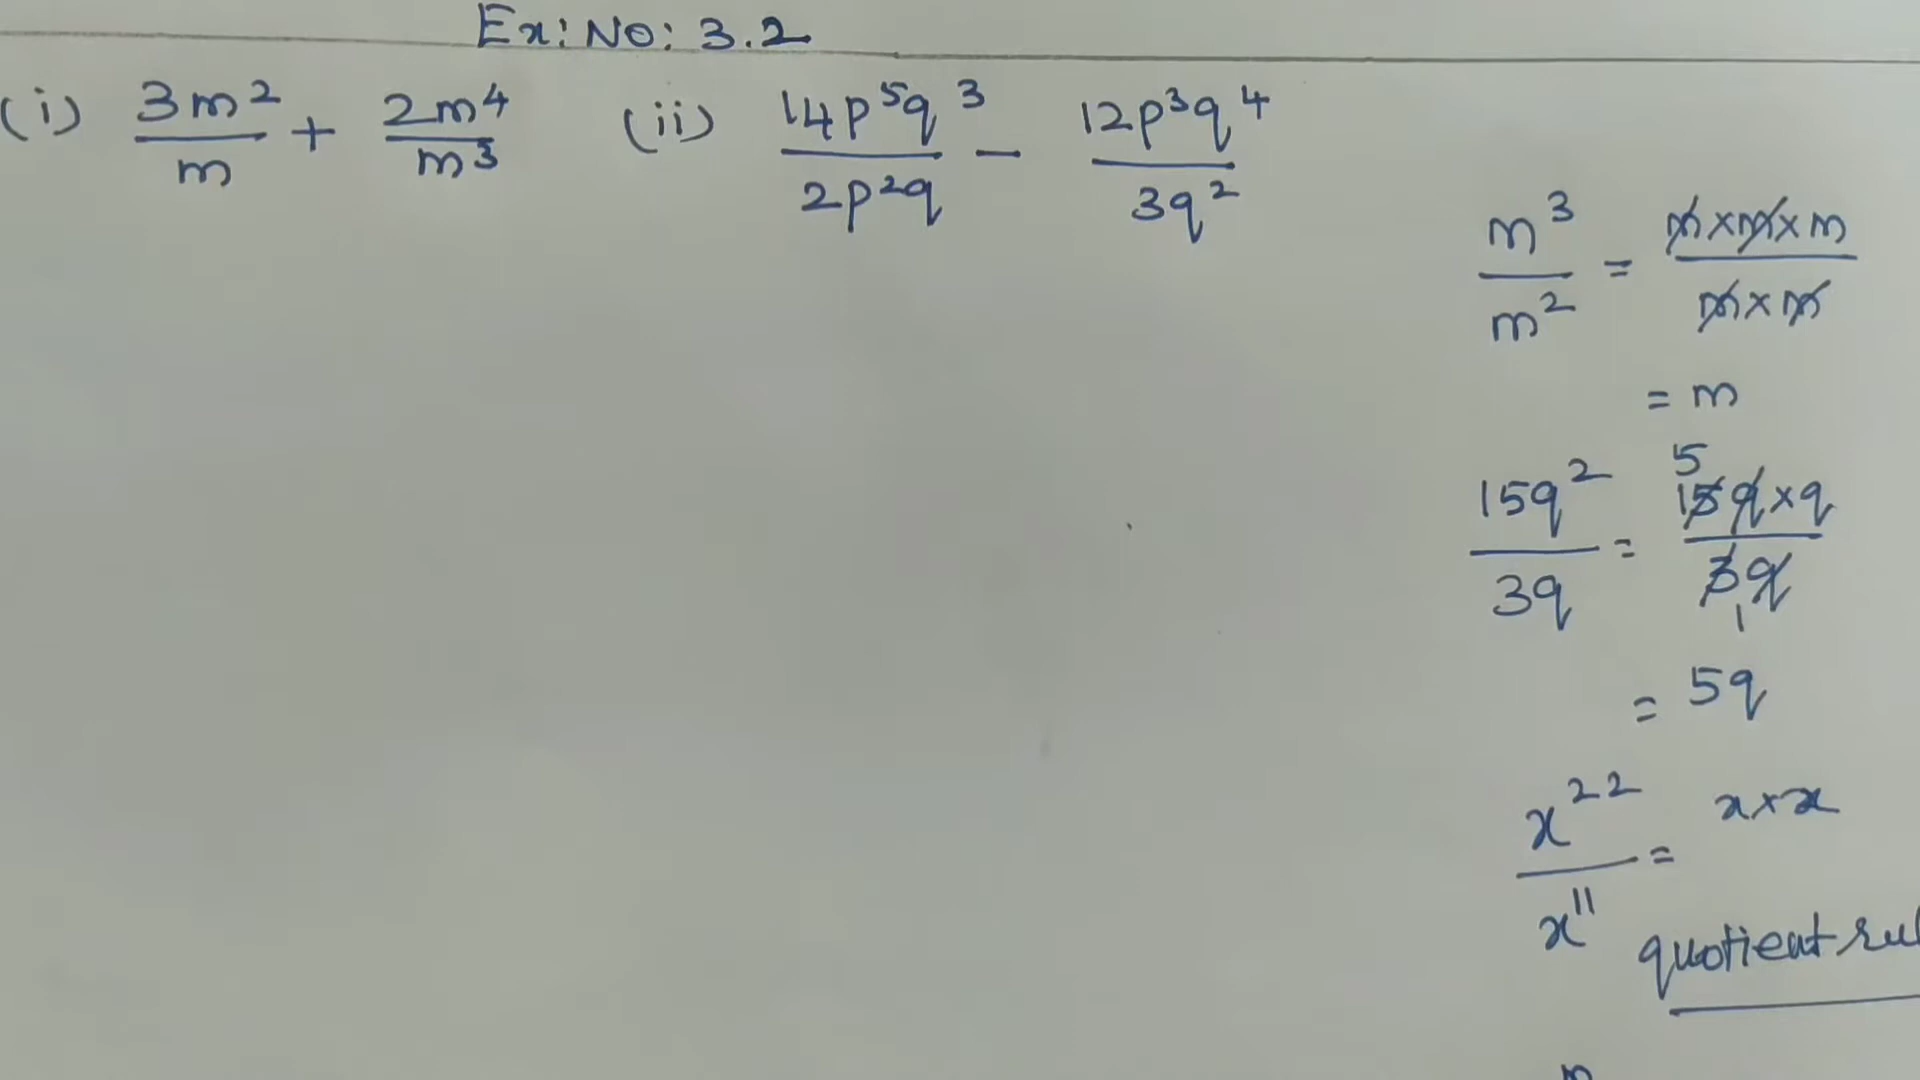 Ex: No: 3.2
(i) 3m²/m + 2m⁴/m³ (ii) 14p⁵q³/2p²q − 12p³q⁴/3q²
m³/m² = m×m×m/m×m
= m
15q²/3q = 15q×q/3q
5
1
= 5q
x²²/x¹¹ = x×x
quotient